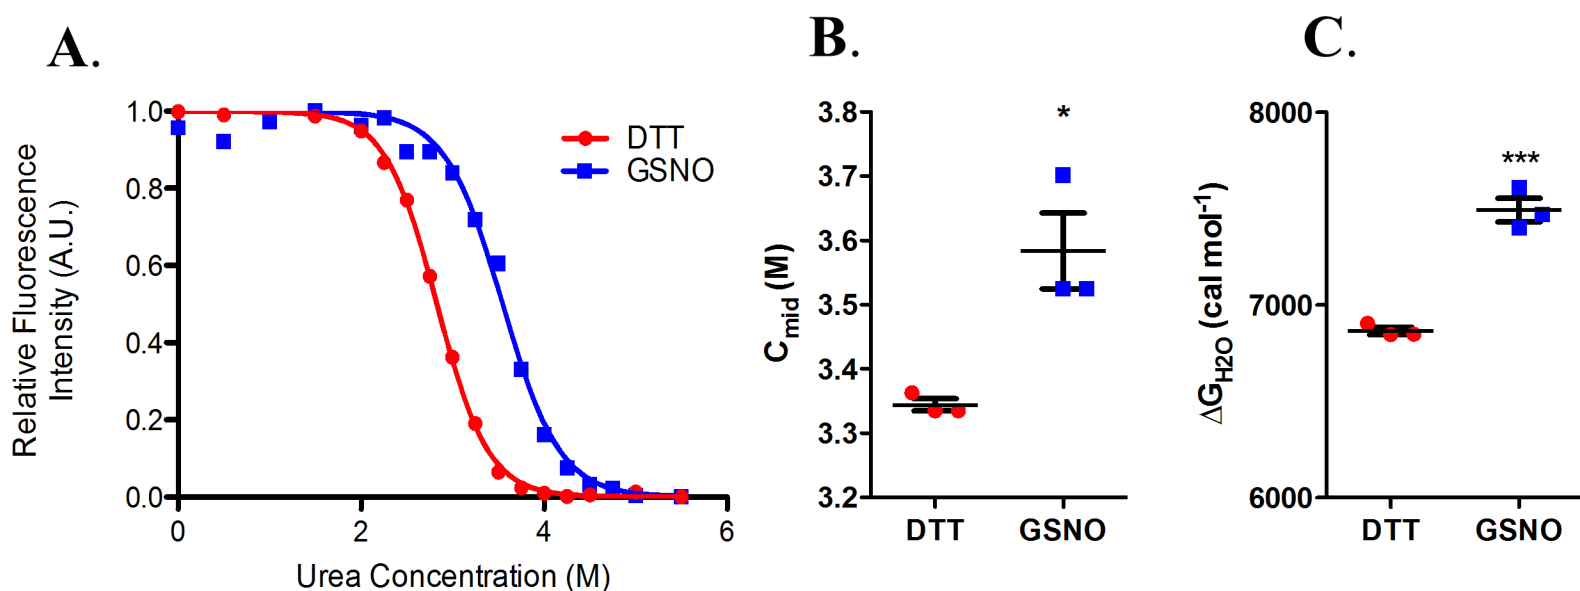 A.
Relative Fluorescence
Intensity (A.U.)
1.0
0.8
0.6
0.4
0.2
0.0
0
2
4
6
Urea Concentration (M)
DTT
GSNO
B.
C_mid (M)
3.8
3.7
3.6
3.5
3.4
3.3
3.2
*
DTT
GSNO
C.
ΔG_H2O (cal mol⁻¹)
8000
7000
6000
***
DTT
GSNO